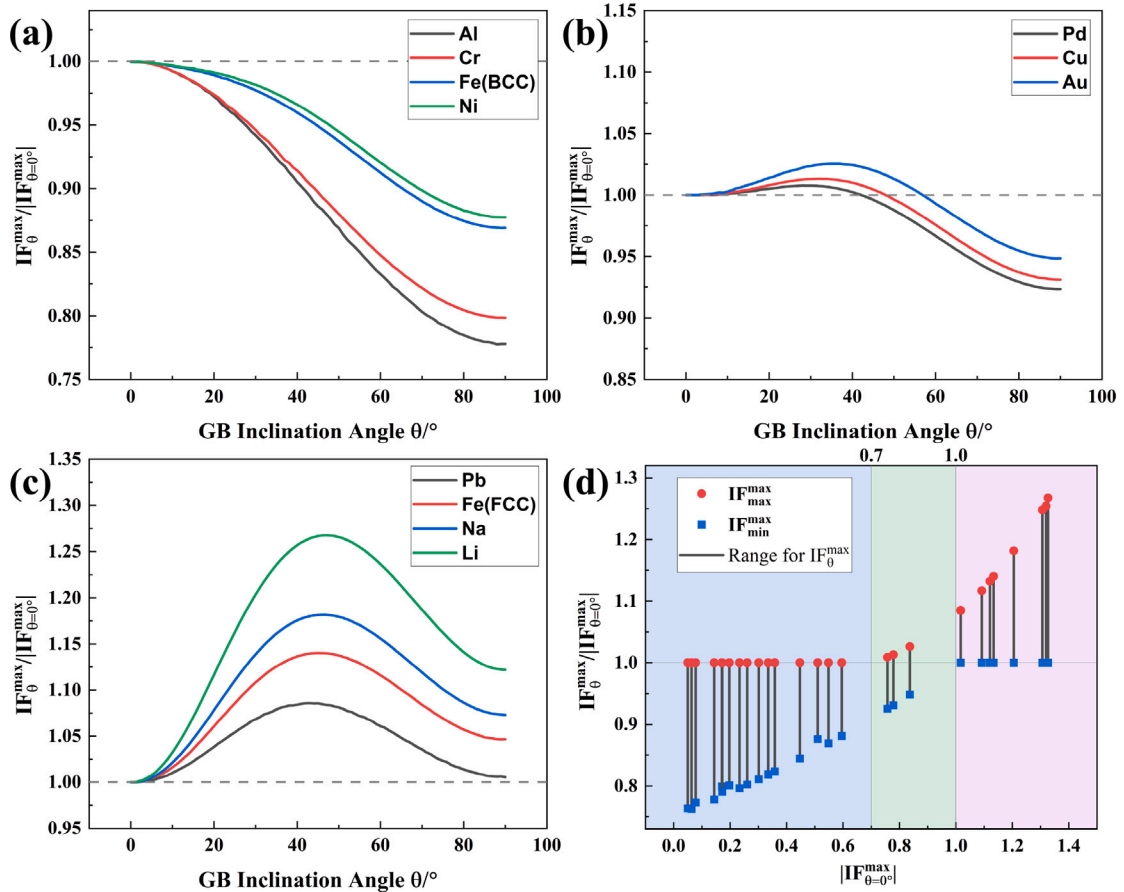 (a)
Al
Cr
Fe(BCC)
Ni
1.00
0.95
0.90
0.85
0.80
0.75
0 20 40 60 80 100
IFθmax/|IFθ=0°max|
GB Inclination Angle θ/°
(b)
Pd
Cu
Au
1.15
1.10
1.05
1.00
0.95
0.90
0.85
0 20 40 60 80 100
IFθmax/|IFθ=0°max|
GB Inclination Angle θ/°
(c)
Pb
Fe(FCC)
Na
Li
1.35
1.30
1.25
1.20
1.15
1.10
1.05
1.00
0.95
0 20 40 60 80 100
IFθmax/|IFθ=0°max|
GB Inclination Angle θ/°
(d)
0.7 1.0
IFmaxmax
IFminmax
Range for IFθmax
1.3
1.2
1.1
1.0
0.9
0.8
0.0 0.2 0.4 0.6 0.8 1.0 1.2 1.4
IFθmax/|IFθ=0°max|
|IFθ=0°max|